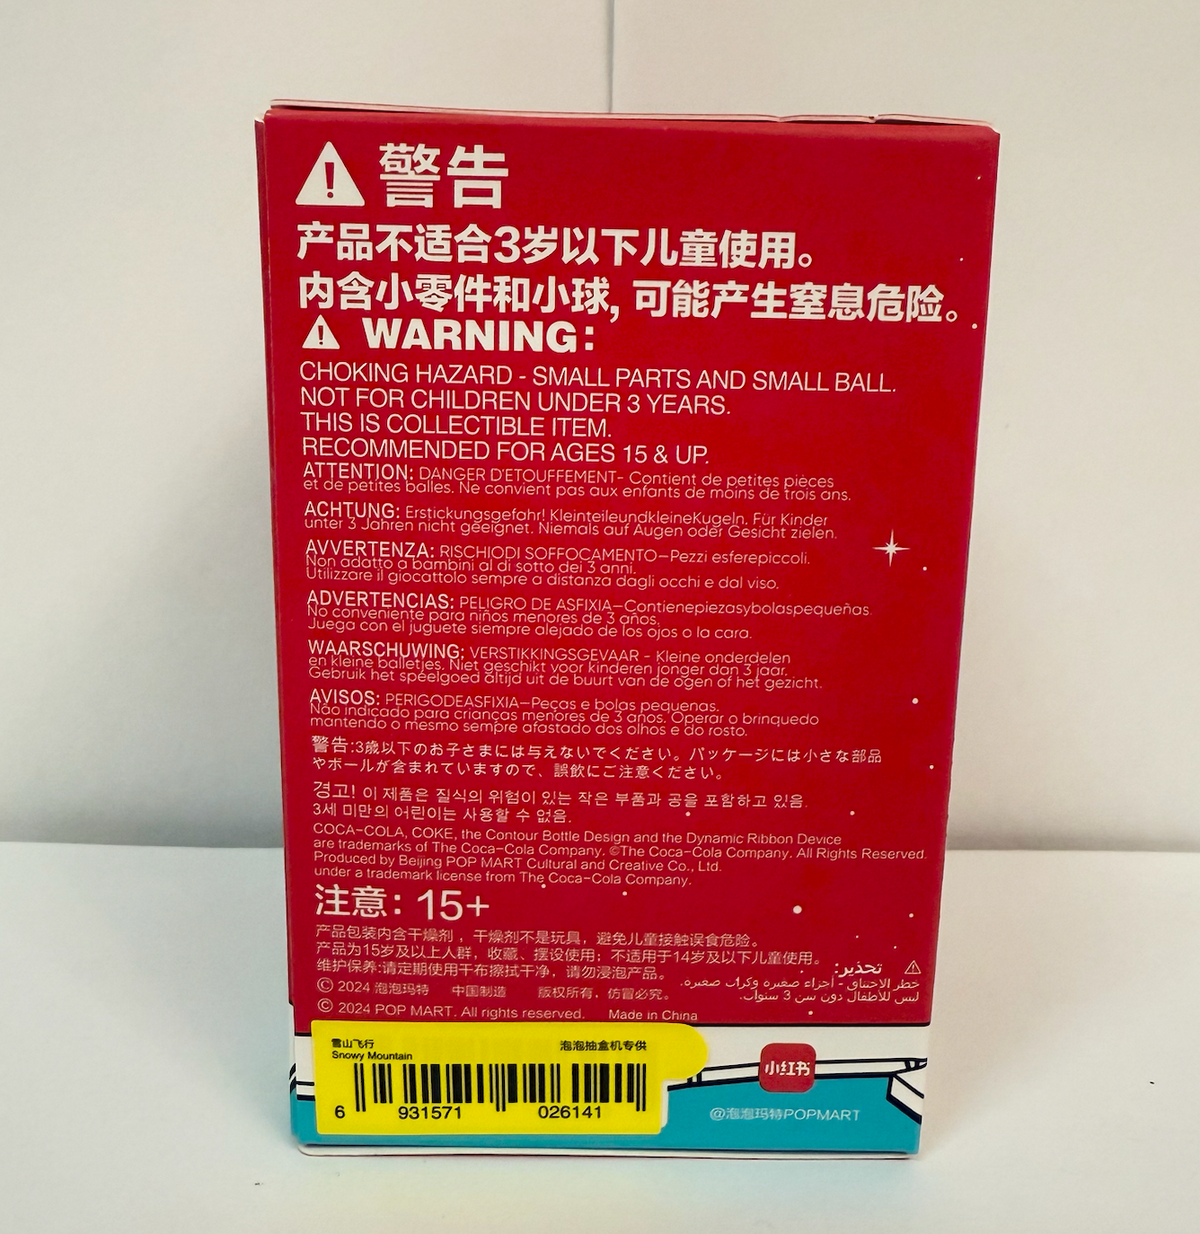 警告
产品不适合3岁以下儿童使用。
内含小零件和小球, 可能产生窒息危险。
WARNING:
CHOKING HAZARD - SMALL PARTS AND SMALL BALL.
NOT FOR CHILDREN UNDER 3 YEARS.
THIS IS COLLECTIBLE ITEM.
RECOMMENDED FOR AGES 15 & UP.
ATTENTION: DANGER D'ETOUFFEMENT- Contient de petites pièces
et de petites balles. Ne convient pas aux enfants de moins de trois ans.
ACHTUNG: Erstickungsgefahr! KleinteileundkleineKugeln. Für Kinder
unter 3 Jahren nicht geeignet. Niemals auf Augen oder Gesicht zielen.
AVVERTENZA: RISCHIODI SOFFOCAMENTO—Pezzi esferepiccoli.
Non adatto a bambini al di sotto dei 3 anni.
Utilizzare il giocattolo sempre a distanza dagli occhi e dal viso.
ADVERTENCIAS: PELIGRO DE ASFIXIA—Contienepiezasybolaspequeñas.
No conveniente para niños menores de 3 años.
Juega con el juguete siempre alejado de los ojos o la cara.
WAARSCHUWING: VERSTIKKINGSGEVAAR - Kleine onderdelen
en kleine balletjes. Niet geschikt voor kinderen jonger dan 3 jaar.
Gebruik het speelgoed altijd uit de buurt van de ogen of het gezicht.
AVISOS: PERIGODEASFIXIA—Peças e bolas pequenas.
Não indicado para crianças menores de 3 anos. Operar o brinquedo
mantendo o mesmo sempre afastado dos olhos e do rosto.
警告:3歳以下のお子さまには与えないでください。パッケージには小さな部品
やボールが含まれていますので、誤飲にご注意ください。
경고! 이 제품은 질식의 위험이 있는 작은 부품과 공을 포함하고 있음.
3세 미만의 어린이는 사용할 수 없음.
COCA-COLA, COKE, the Contour Bottle Design and the Dynamic Ribbon Device
are trademarks of The Coca-Cola Company. ©The Coca-Cola Company. All Rights Reserved.
Produced by Beijing POP MART Cultural and Creative Co., Ltd.
under a trademark license from The Coca-Cola Company.
注意: 15+
产品包装内含干燥剂，干燥剂不是玩具，避免儿童接触误食危险。
产品为15岁及以上人群，收藏、摆设使用；不适用于14岁及以下儿童使用。
维护保养:请定期使用干布擦拭干净，请勿浸泡产品。
تحذير:
خطر الاختناق - أجزاء صغيرة وكرات صغيرة.
ليس للأطفال دون سن 3 سنوات.
© 2024 泡泡玛特 中国制造 版权所有，仿冒必究。
© 2024 POP MART. All rights reserved. Made in China
雪山飞行 泡泡抽盒机专供
Snowy Mountain
6 931571 026141
小红书
@泡泡玛特POPMART